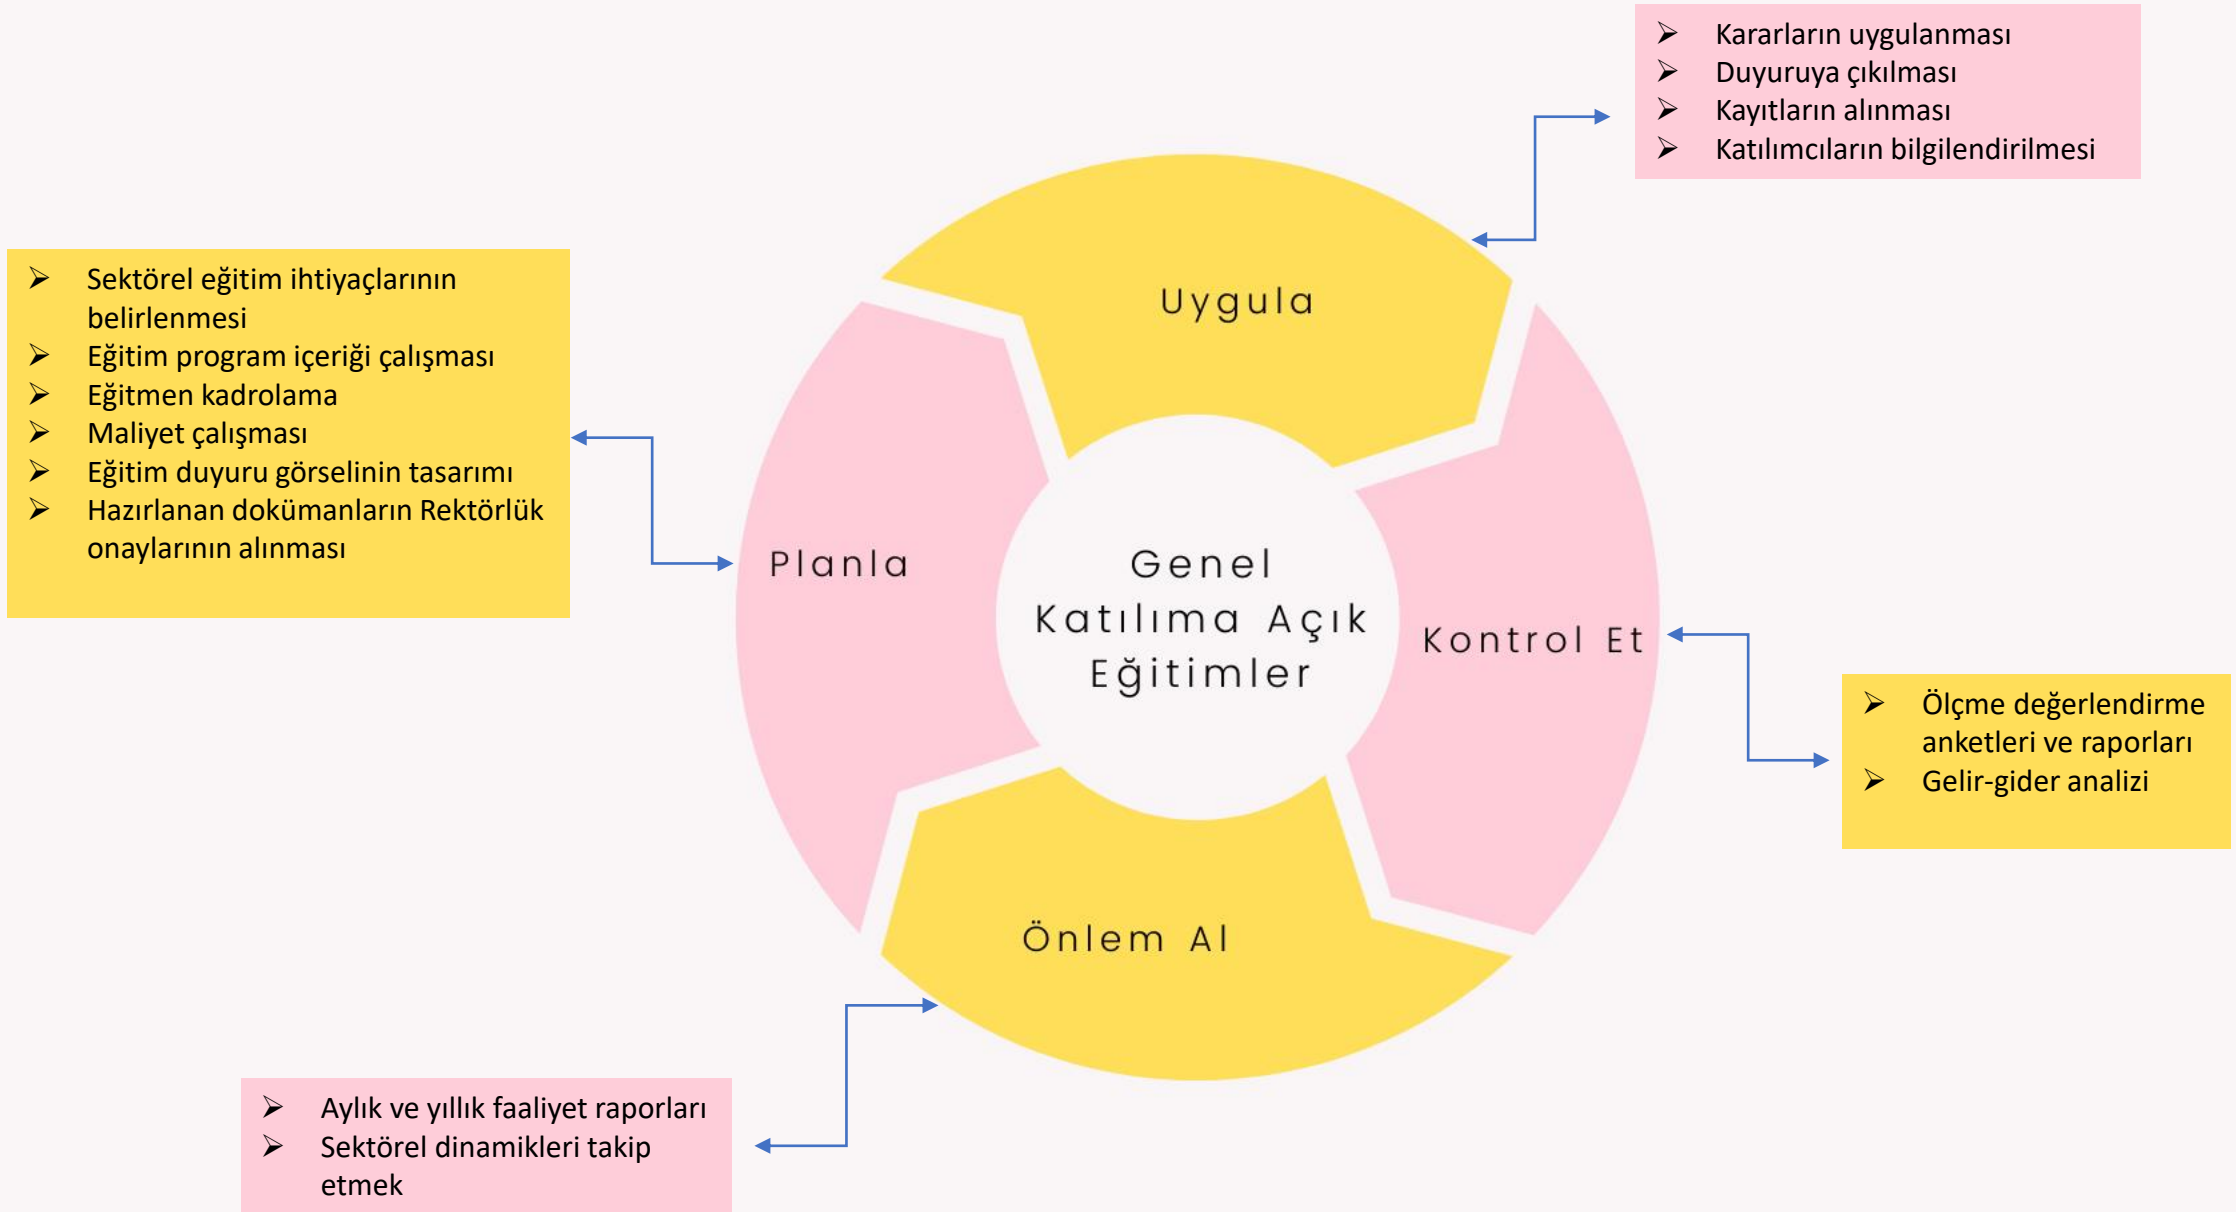 Kararların uygulanması
Duyuruya çıkılması
Kayıtların alınması
Katılımcıların bilgilendirilmesi
Sektörel eğitim ihtiyaçlarının
belirlenmesi
Eğitim program içeriği çalışması
Eğitmen kadrolama
Maliyet çalışması
Eğitim duyuru görselinin tasarımı
Hazırlanan dokümanların Rektörlük
onaylarının alınması
Uygula
Planla
Genel
Katılıma Açık
Eğitimler
Kontrol Et
Ölçme değerlendirme
anketleri ve raporları
Gelir-gider analizi
Önlem Al
Aylık ve yıllık faaliyet raporları
Sektörel dinamikleri takip
etmek